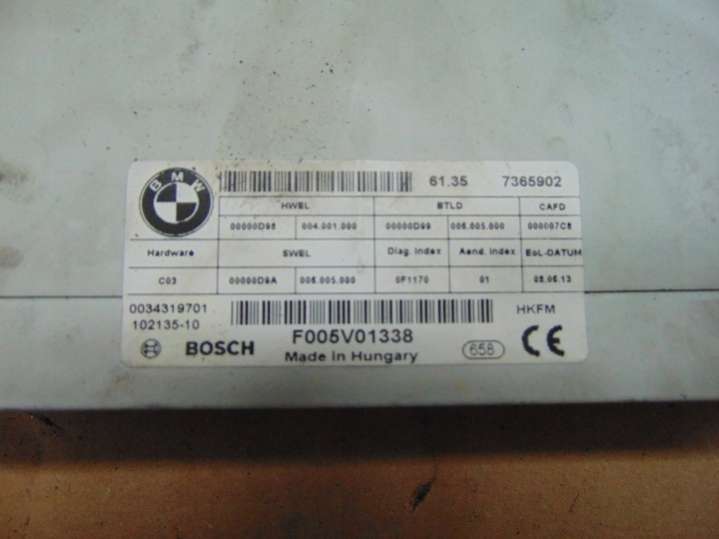 BMW
61.35 7365902
HWEL BTLD CAFD
00000D98 004.001.000 00000D99 006.005.000 000007C8
Hardware SWEL Diag. Index Aend. Index EoL-DATUM
C03 00000D9A 006.005.000 0F1170 01 05.06.13
0034319701 HKFM
102135-10
BOSCH F005V01338 658 CE
Made in Hungary